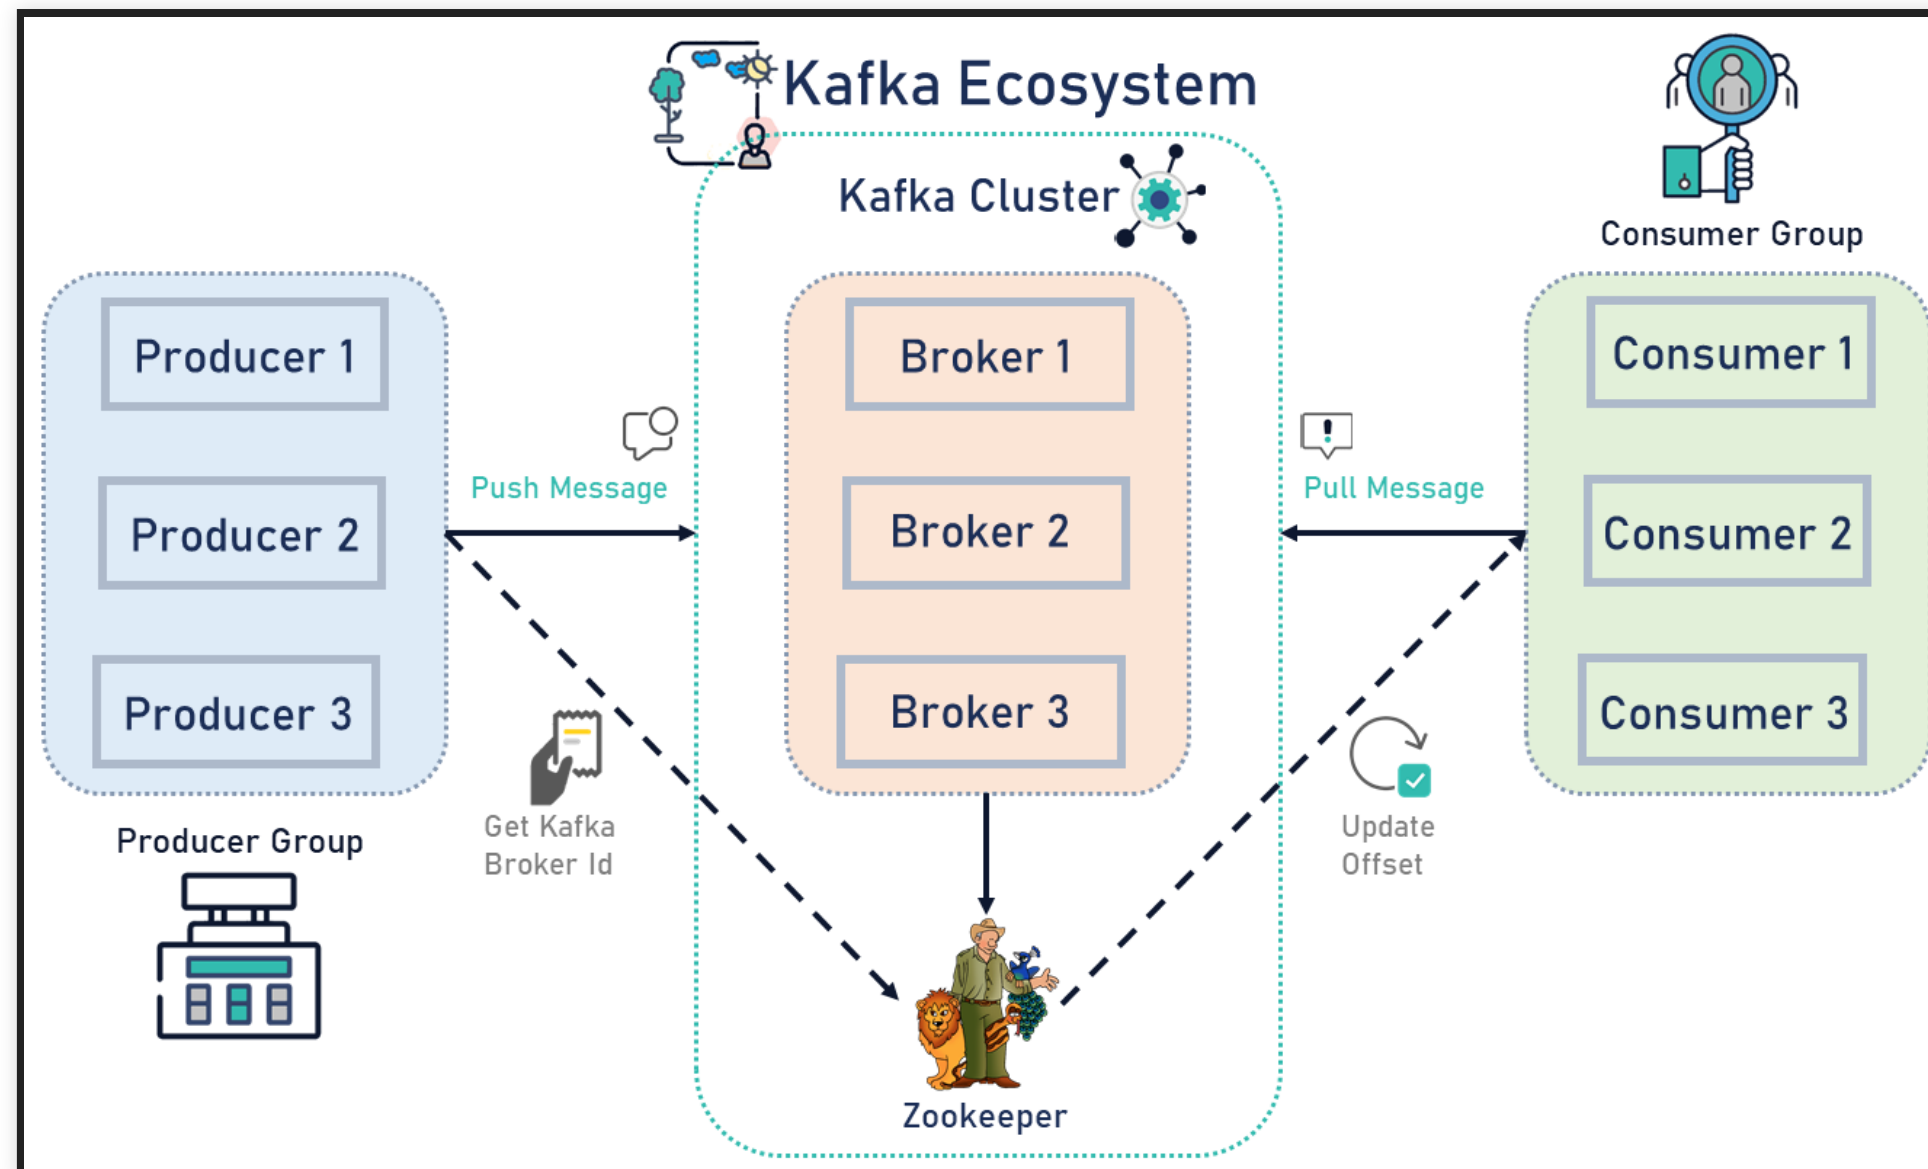 Kafka Ecosystem
Kafka Cluster
Consumer Group
Producer 1
Broker 1
Consumer 1
Push Message
Pull Message
Producer 2
Broker 2
Consumer 2
Producer 3
Broker 3
Consumer 3
Producer Group
Get Kafka
Broker Id
Update
Offset
Zookeeper